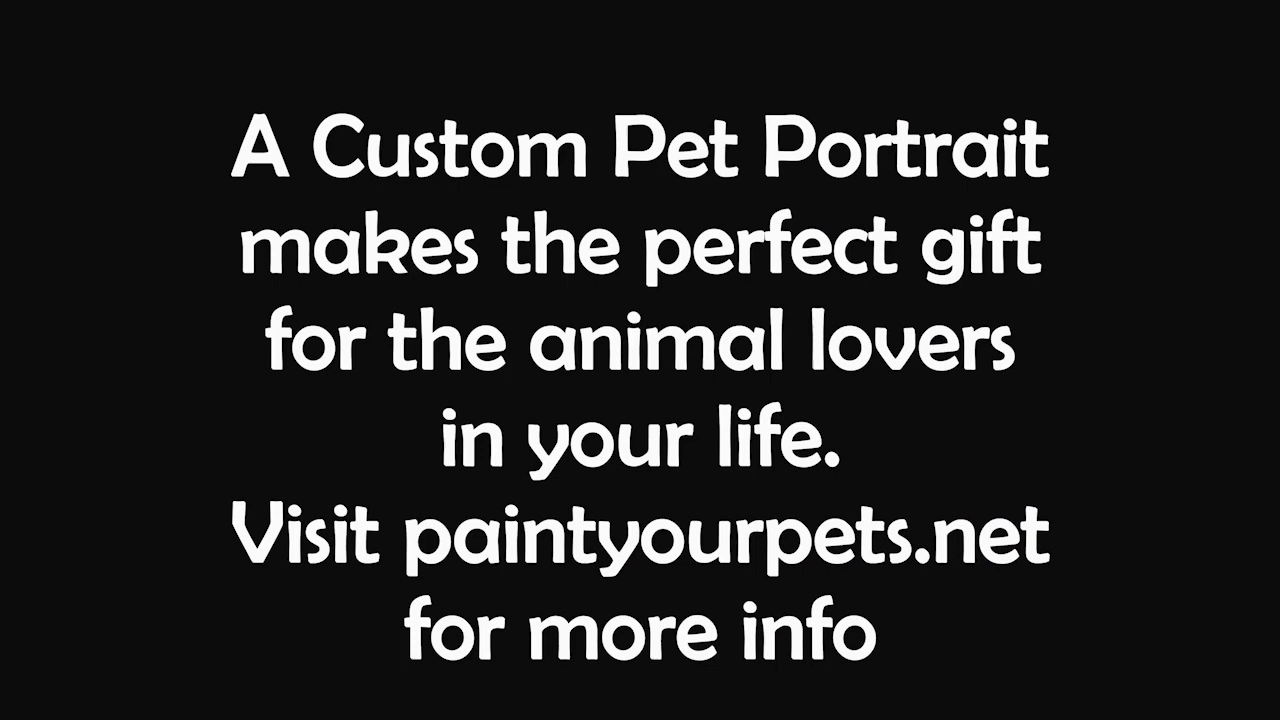 A Custom Pet Portrait
makes the perfect gift
for the animal lovers
in your life.
Visit paintyourpets.net
for more info